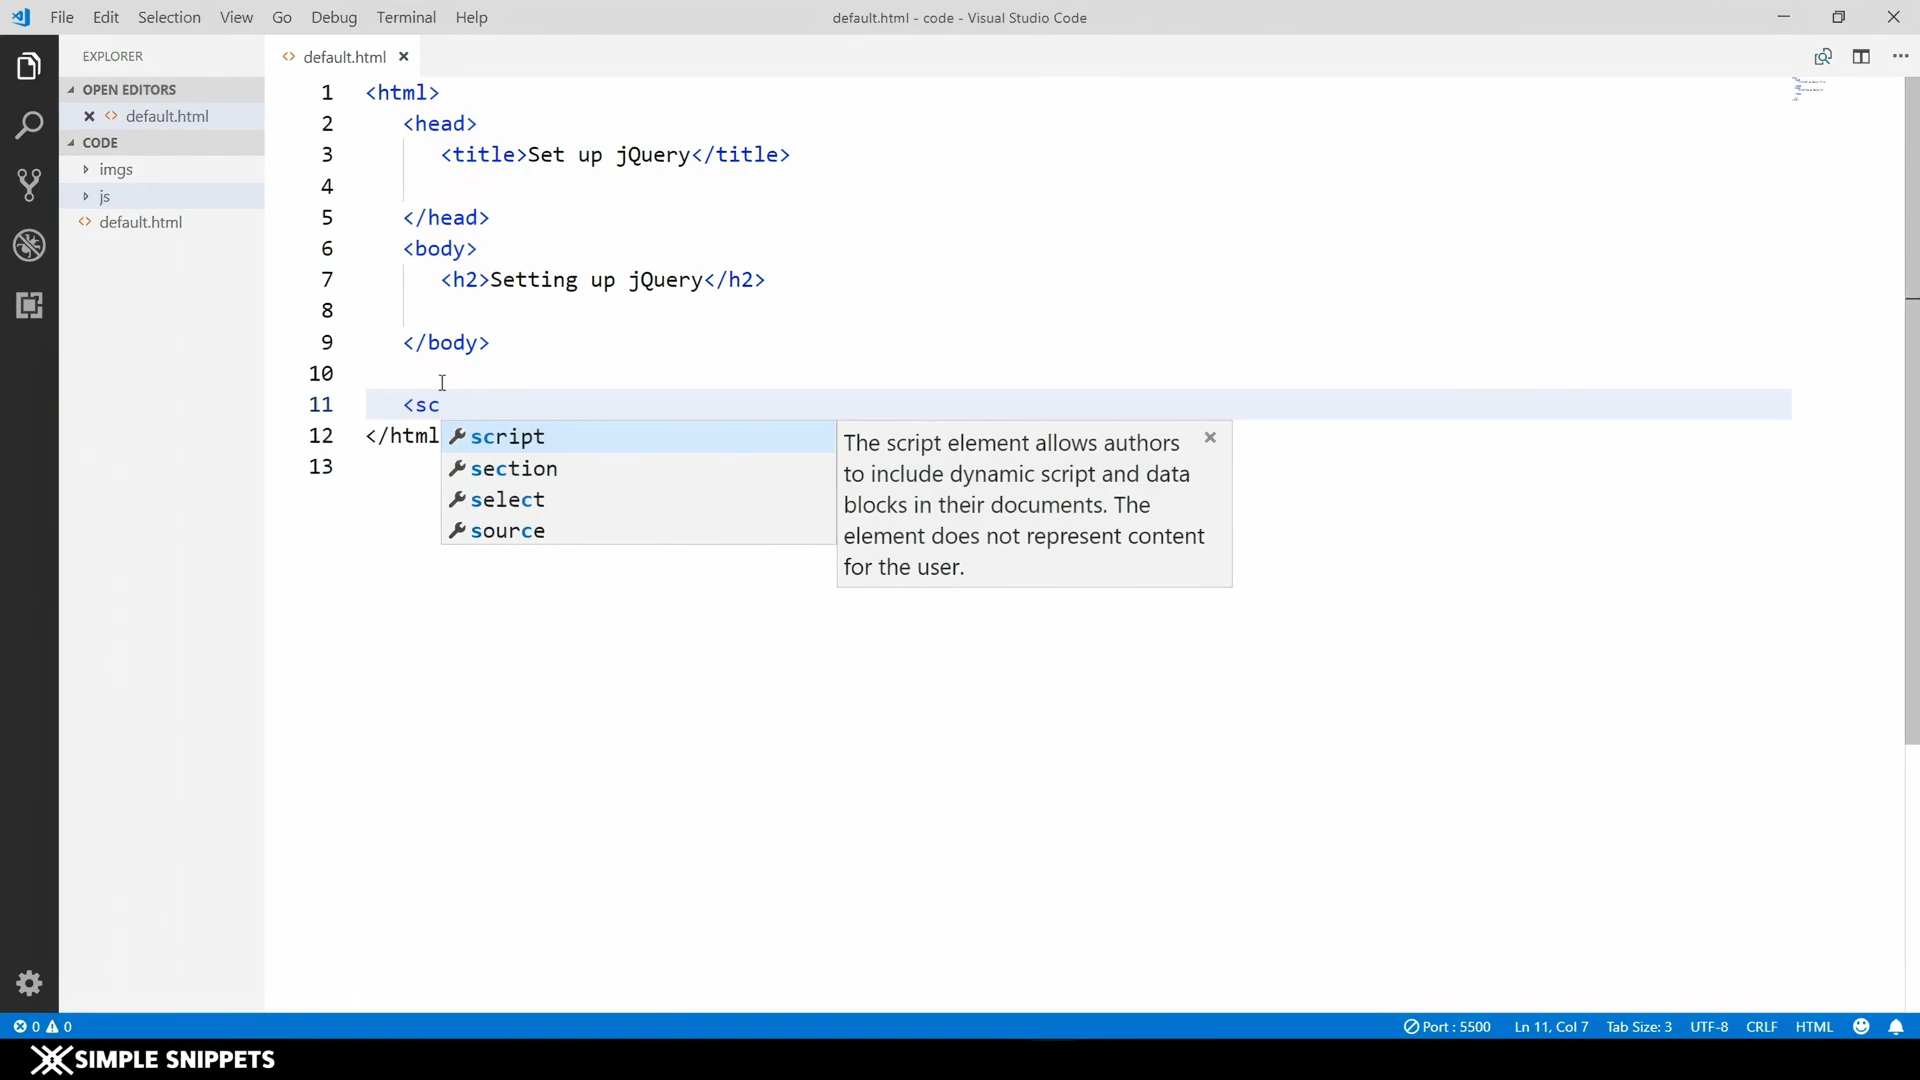 File Edit Selection View Go Debug Terminal Help
default.html - code - Visual Studio Code
EXPLORER
OPEN EDITORS
default.html
CODE
imgs
js
default.html
default.html
1 <html>
2 <head>
3 <title>Set up jQuery</title>
4
5 </head>
6 <body>
7 <h2>Setting up jQuery</h2>
8
9 </body>
10
11 <sc
12 </html
13
script
section
select
source
The script element allows authors
to include dynamic script and data
blocks in their documents. The
element does not represent content
for the user.
0 0
Port : 5500 Ln 11, Col 7 Tab Size: 3 UTF-8 CRLF HTML
SIMPLE SNIPPETS